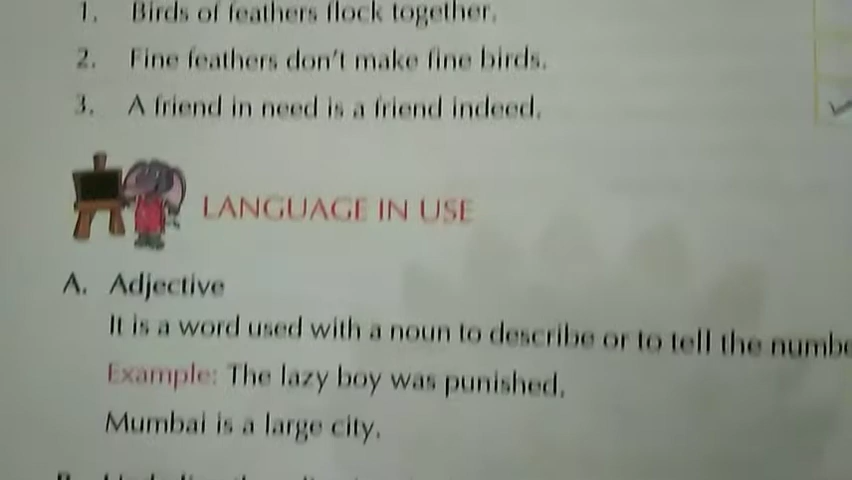 1. Birds of feathers flock together.
2. Fine feathers don't make fine birds.
3. A friend in need is a friend indeed.
LANGUAGE IN USE
A. Adjective
It is a word used with a noun to describe or to tell the numbe
Example: The lazy boy was punished.
Mumbai is a large city.